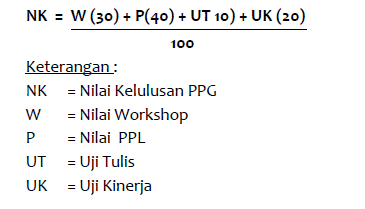 NK = W (30) + P(40) + UT 10) + UK (20)
100
Keterangan :
NK = Nilai Kelulusan PPG
W = Nilai Workshop
P = Nilai PPL
UT = Uji Tulis
UK = Uji Kinerja